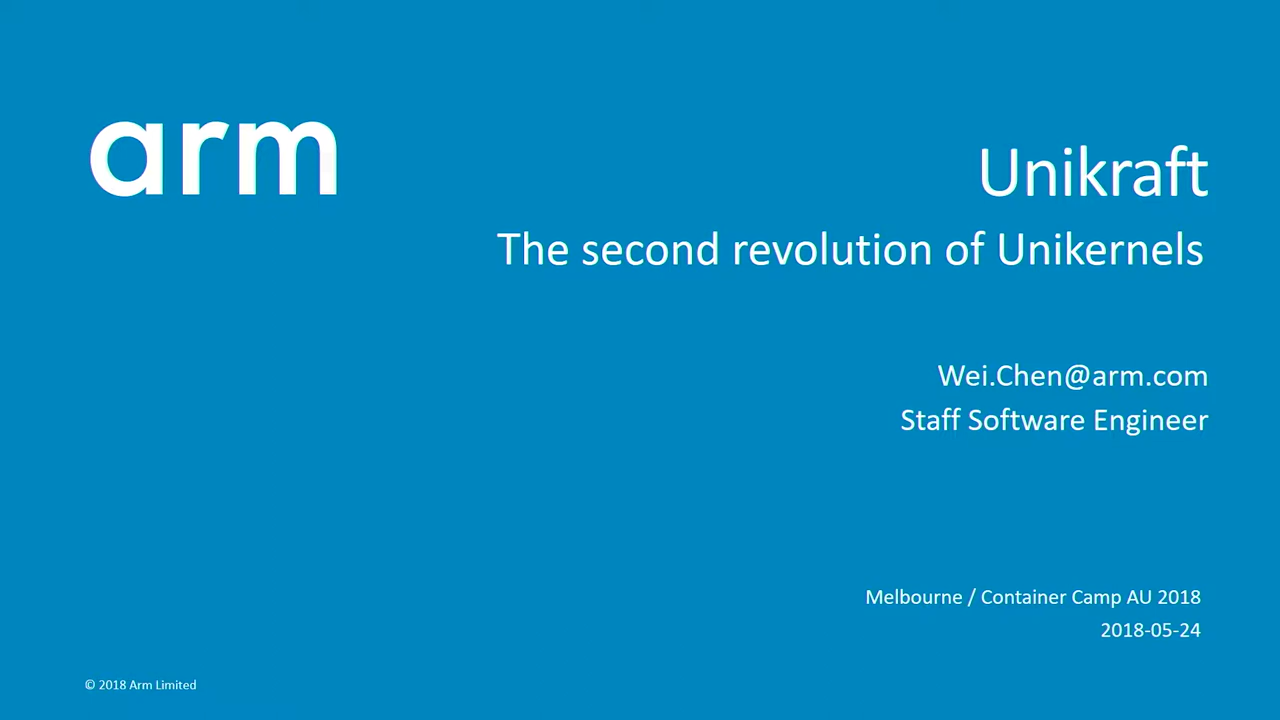 arm
Unikraft
The second revolution of Unikernels
Wei.Chen@arm.com
Staff Software Engineer
Melbourne / Container Camp AU 2018
2018-05-24
© 2018 Arm Limited